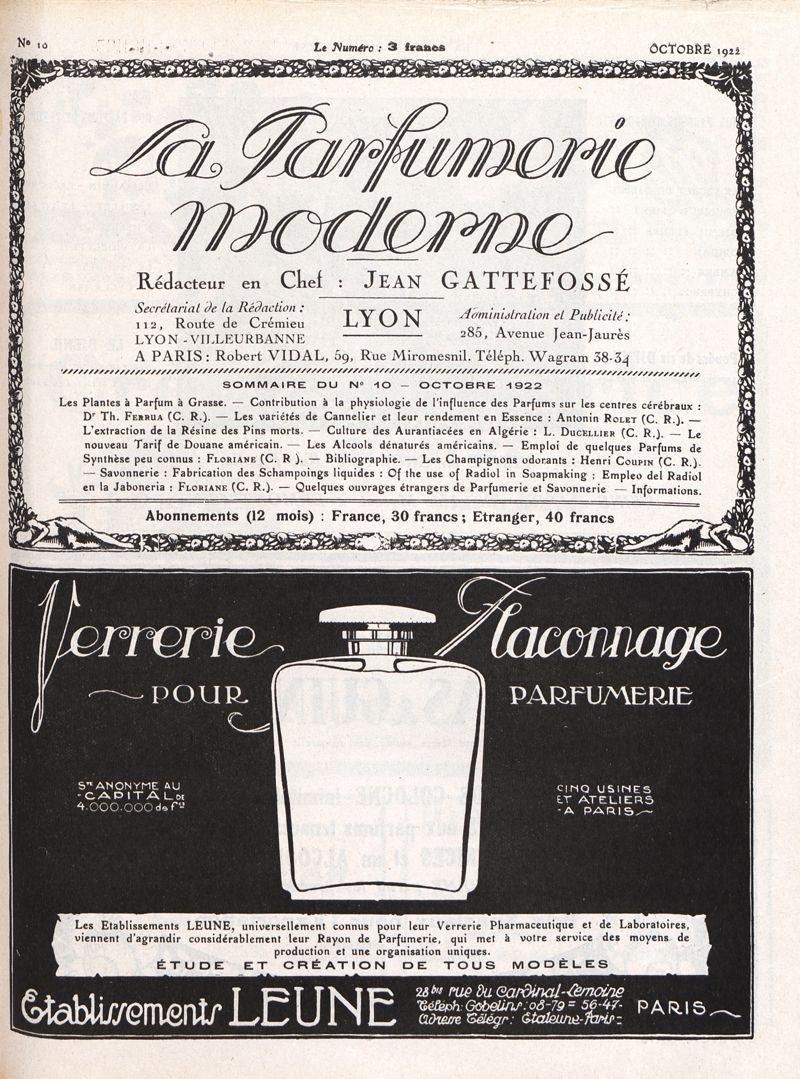 Nº 10
Le Numéro : 3 francs
OCTOBRE 1922
La Parfumerie
moderne
Rédacteur en Chef : JEAN GATTEFOSSÉ
Secrétariat de la Rédaction :
112, Route de Crémieu
LYON-VILLEURBANNE
LYON
Administration et Publicité :
285, Avenue Jean-Jaurès
A PARIS : Robert VIDAL, 59, Rue Miromesnil. Téléph. Wagram 38-34
SOMMAIRE DU Nº 10 — OCTOBRE 1922
Les Plantes à Parfum à Grasse. — Contribution à la physiologie de l'influence des Parfums sur les centres cérébraux :
Dr Th. FERRUA (C. R.). — Les variétés de Cannelier et leur rendement en Essence : Antonin ROLET (C. R.). —
L'extraction de la Résine des Pins morts. — Culture des Aurantiacées en Algérie : L. DUCELLIER (C. R.). — Le
nouveau Tarif de Douane américain. — Les Alcools dénaturés américains. — Emploi de quelques Parfums de
Synthèse peu connus : FLORIANE (C. R ). — Bibliographie. — Les Champignons odorants : Henri COUPIN (C. R.).
— Savonnerie : Fabrication des Schampoings liquides : Of the use of Radiol in Soapmaking ; Empleo del Radiol
en la Jaboneria : FLORIANE (C. R.). — Quelques ouvrages étrangers de Parfumerie et Savonnerie — Informations.
Abonnements (12 mois) : France, 30 francs ; Etranger, 40 francs
Verrerie Flaconnage
POUR PARFUMERIE
Sté ANONYME AU
-CAPITAL DE
4.000.000 de frs
CINQ USINES
ET ATELIERS
-A PARIS
Les Etablissements LEUNE, universellement connus pour leur Verrerie Pharmaceutique et de Laboratoires,
viennent d'agrandir considérablement leur Rayon de Parfumerie, qui met à votre service des moyens de
production et une organisation uniques.
ÉTUDE ET CRÉATION DE TOUS MODÈLES
Etablissements LEUNE
28 bis rue du Cardinal-Lemoine
Téléph: Gobelins: 08-79 = 56-47-
Adresse Télégr: Etaleune-Paris-
PARIS